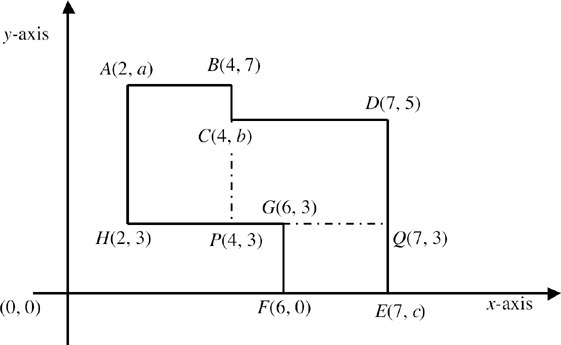 y-axis
A(2, a)
B(4, 7)
D(7, 5)
C(4, b)
G(6, 3)
H(2, 3)
P(4, 3)
Q(7, 3)
(0, 0)
F(6, 0)
E(7, c)
x-axis